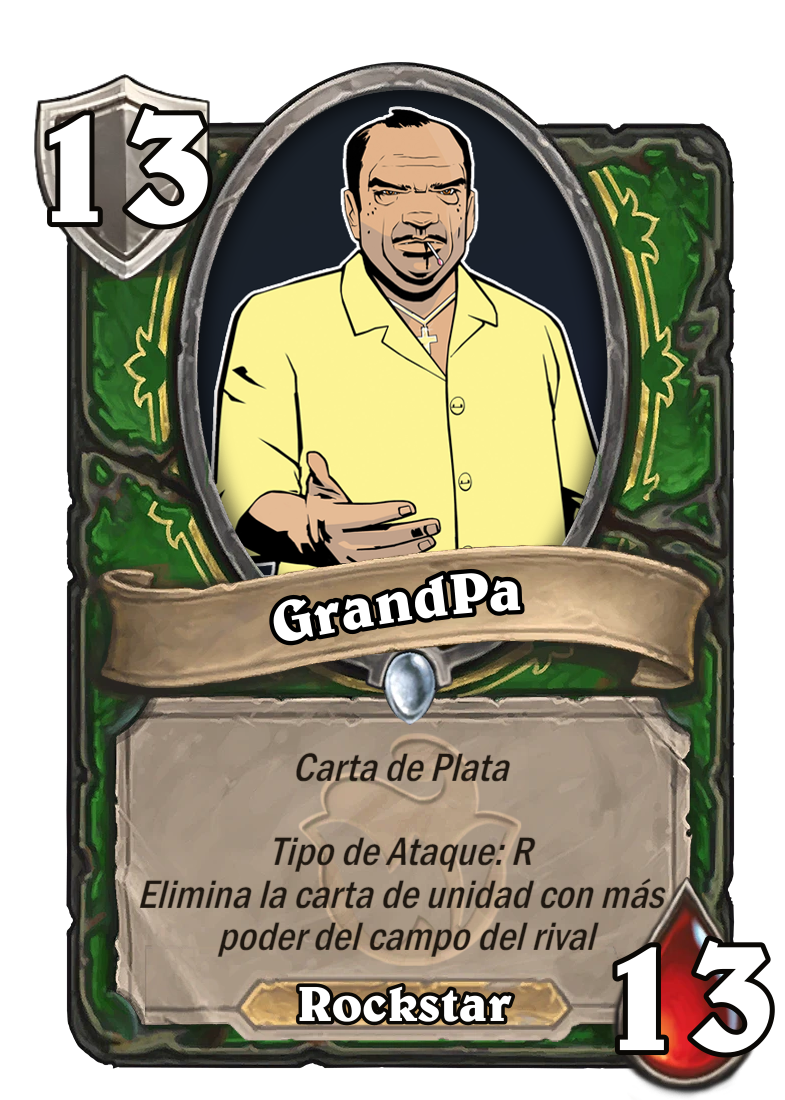 13
GrandPa
Carta de Plata
Tipo de Ataque: R
Elimina la carta de unidad con más
poder del campo del rival
Rockstar
13